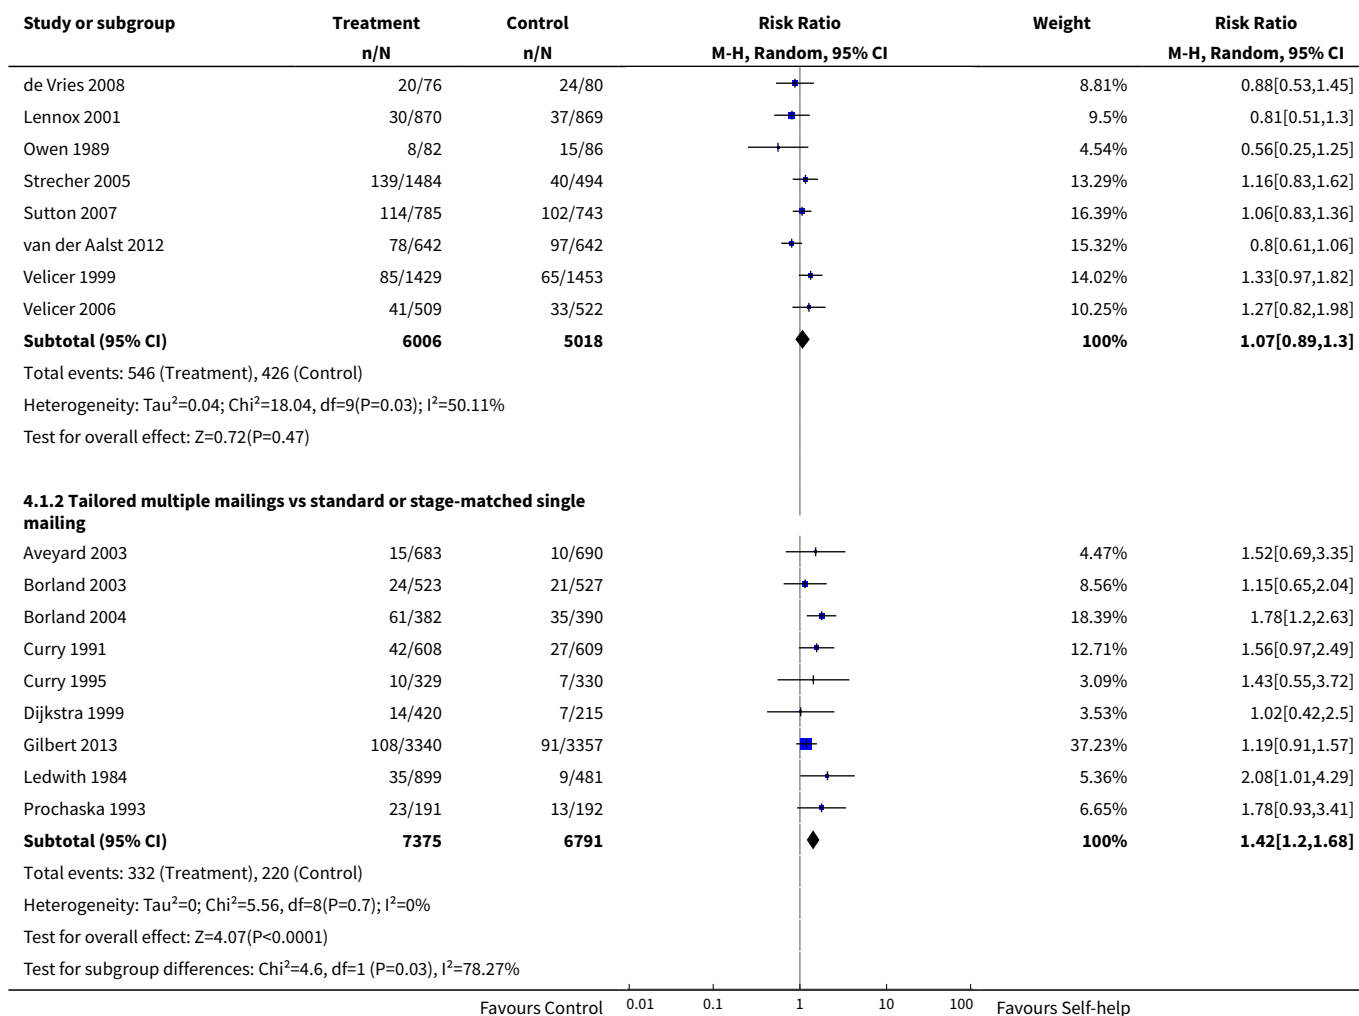 Study or subgroup Treatment Control Risk Ratio Weight Risk Ratio
n/N n/N M-H, Random, 95% CI M-H, Random, 95% CI
de Vries 2008 20/76 24/80 8.81% 0.88[0.53,1.45]
Lennox 2001 30/870 37/869 9.5% 0.81[0.51,1.3]
Owen 1989 8/82 15/86 4.54% 0.56[0.25,1.25]
Strecher 2005 139/1484 40/494 13.29% 1.16[0.83,1.62]
Sutton 2007 114/785 102/743 16.39% 1.06[0.83,1.36]
van der Aalst 2012 78/642 97/642 15.32% 0.8[0.61,1.06]
Velicer 1999 85/1429 65/1453 14.02% 1.33[0.97,1.82]
Velicer 2006 41/509 33/522 10.25% 1.27[0.82,1.98]
Subtotal (95% CI) 6006 5018 100% 1.07[0.89,1.3]
Total events: 546 (Treatment), 426 (Control)
Heterogeneity: Tau²=0.04; Chi²=18.04, df=9(P=0.03); I²=50.11%
Test for overall effect: Z=0.72(P=0.47)
4.1.2 Tailored multiple mailings vs standard or stage-matched single
mailing
Aveyard 2003 15/683 10/690 4.47% 1.52[0.69,3.35]
Borland 2003 24/523 21/527 8.56% 1.15[0.65,2.04]
Borland 2004 61/382 35/390 18.39% 1.78[1.2,2.63]
Curry 1991 42/608 27/609 12.71% 1.56[0.97,2.49]
Curry 1995 10/329 7/330 3.09% 1.43[0.55,3.72]
Dijkstra 1999 14/420 7/215 3.53% 1.02[0.42,2.5]
Gilbert 2013 108/3340 91/3357 37.23% 1.19[0.91,1.57]
Ledwith 1984 35/899 9/481 5.36% 2.08[1.01,4.29]
Prochaska 1993 23/191 13/192 6.65% 1.78[0.93,3.41]
Subtotal (95% CI) 7375 6791 100% 1.42[1.2,1.68]
Total events: 332 (Treatment), 220 (Control)
Heterogeneity: Tau²=0; Chi²=5.56, df=8(P=0.7); I²=0%
Test for overall effect: Z=4.07(P<0.0001)
Test for subgroup differences: Chi²=4.6, df=1 (P=0.03), I²=78.27%
Favours Control 0.01 0.1 1 10 100 Favours Self-help